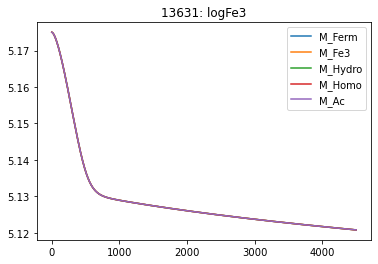 13631: logFe3
M_Ferm
M_Fe3
M_Hydro
M_Homo
M_Ac
5.17
5.16
5.15
5.14
5.13
5.12
0 1000 2000 3000 4000